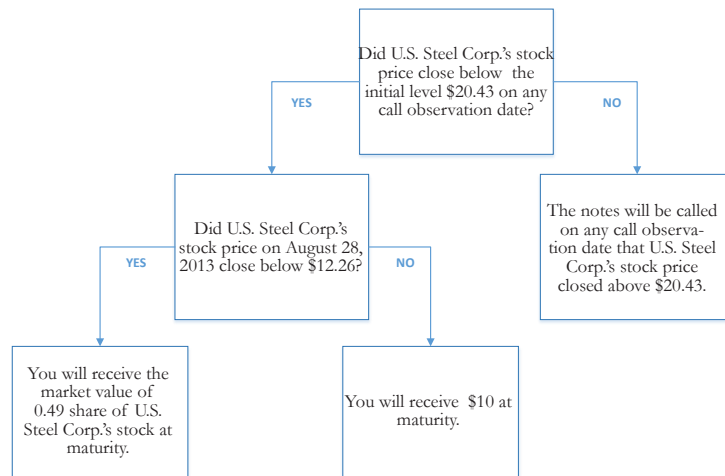 Did U.S. Steel Corp.'s stock
price close below the
initial level $20.43 on any
call observation date?
YES
NO
Did U.S. Steel Corp.'s
stock price on August 28,
2013 close below $12.26?
The notes will be called
on any call observa-
tion date that U.S. Steel
Corp.'s stock price
closed above $20.43.
YES
NO
You will receive the
market value of
0.49 share of U.S.
Steel Corp.'s stock at
maturity.
You will receive $10 at
maturity.